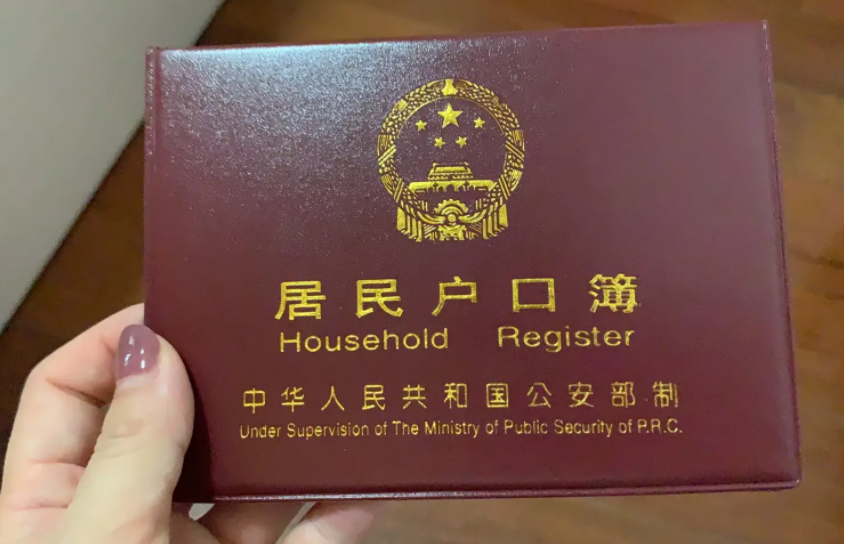 居民户口簿
Household Register
中华人民共和国公安部制
Under Supervision of The Ministry of Public Security of P.R.C.